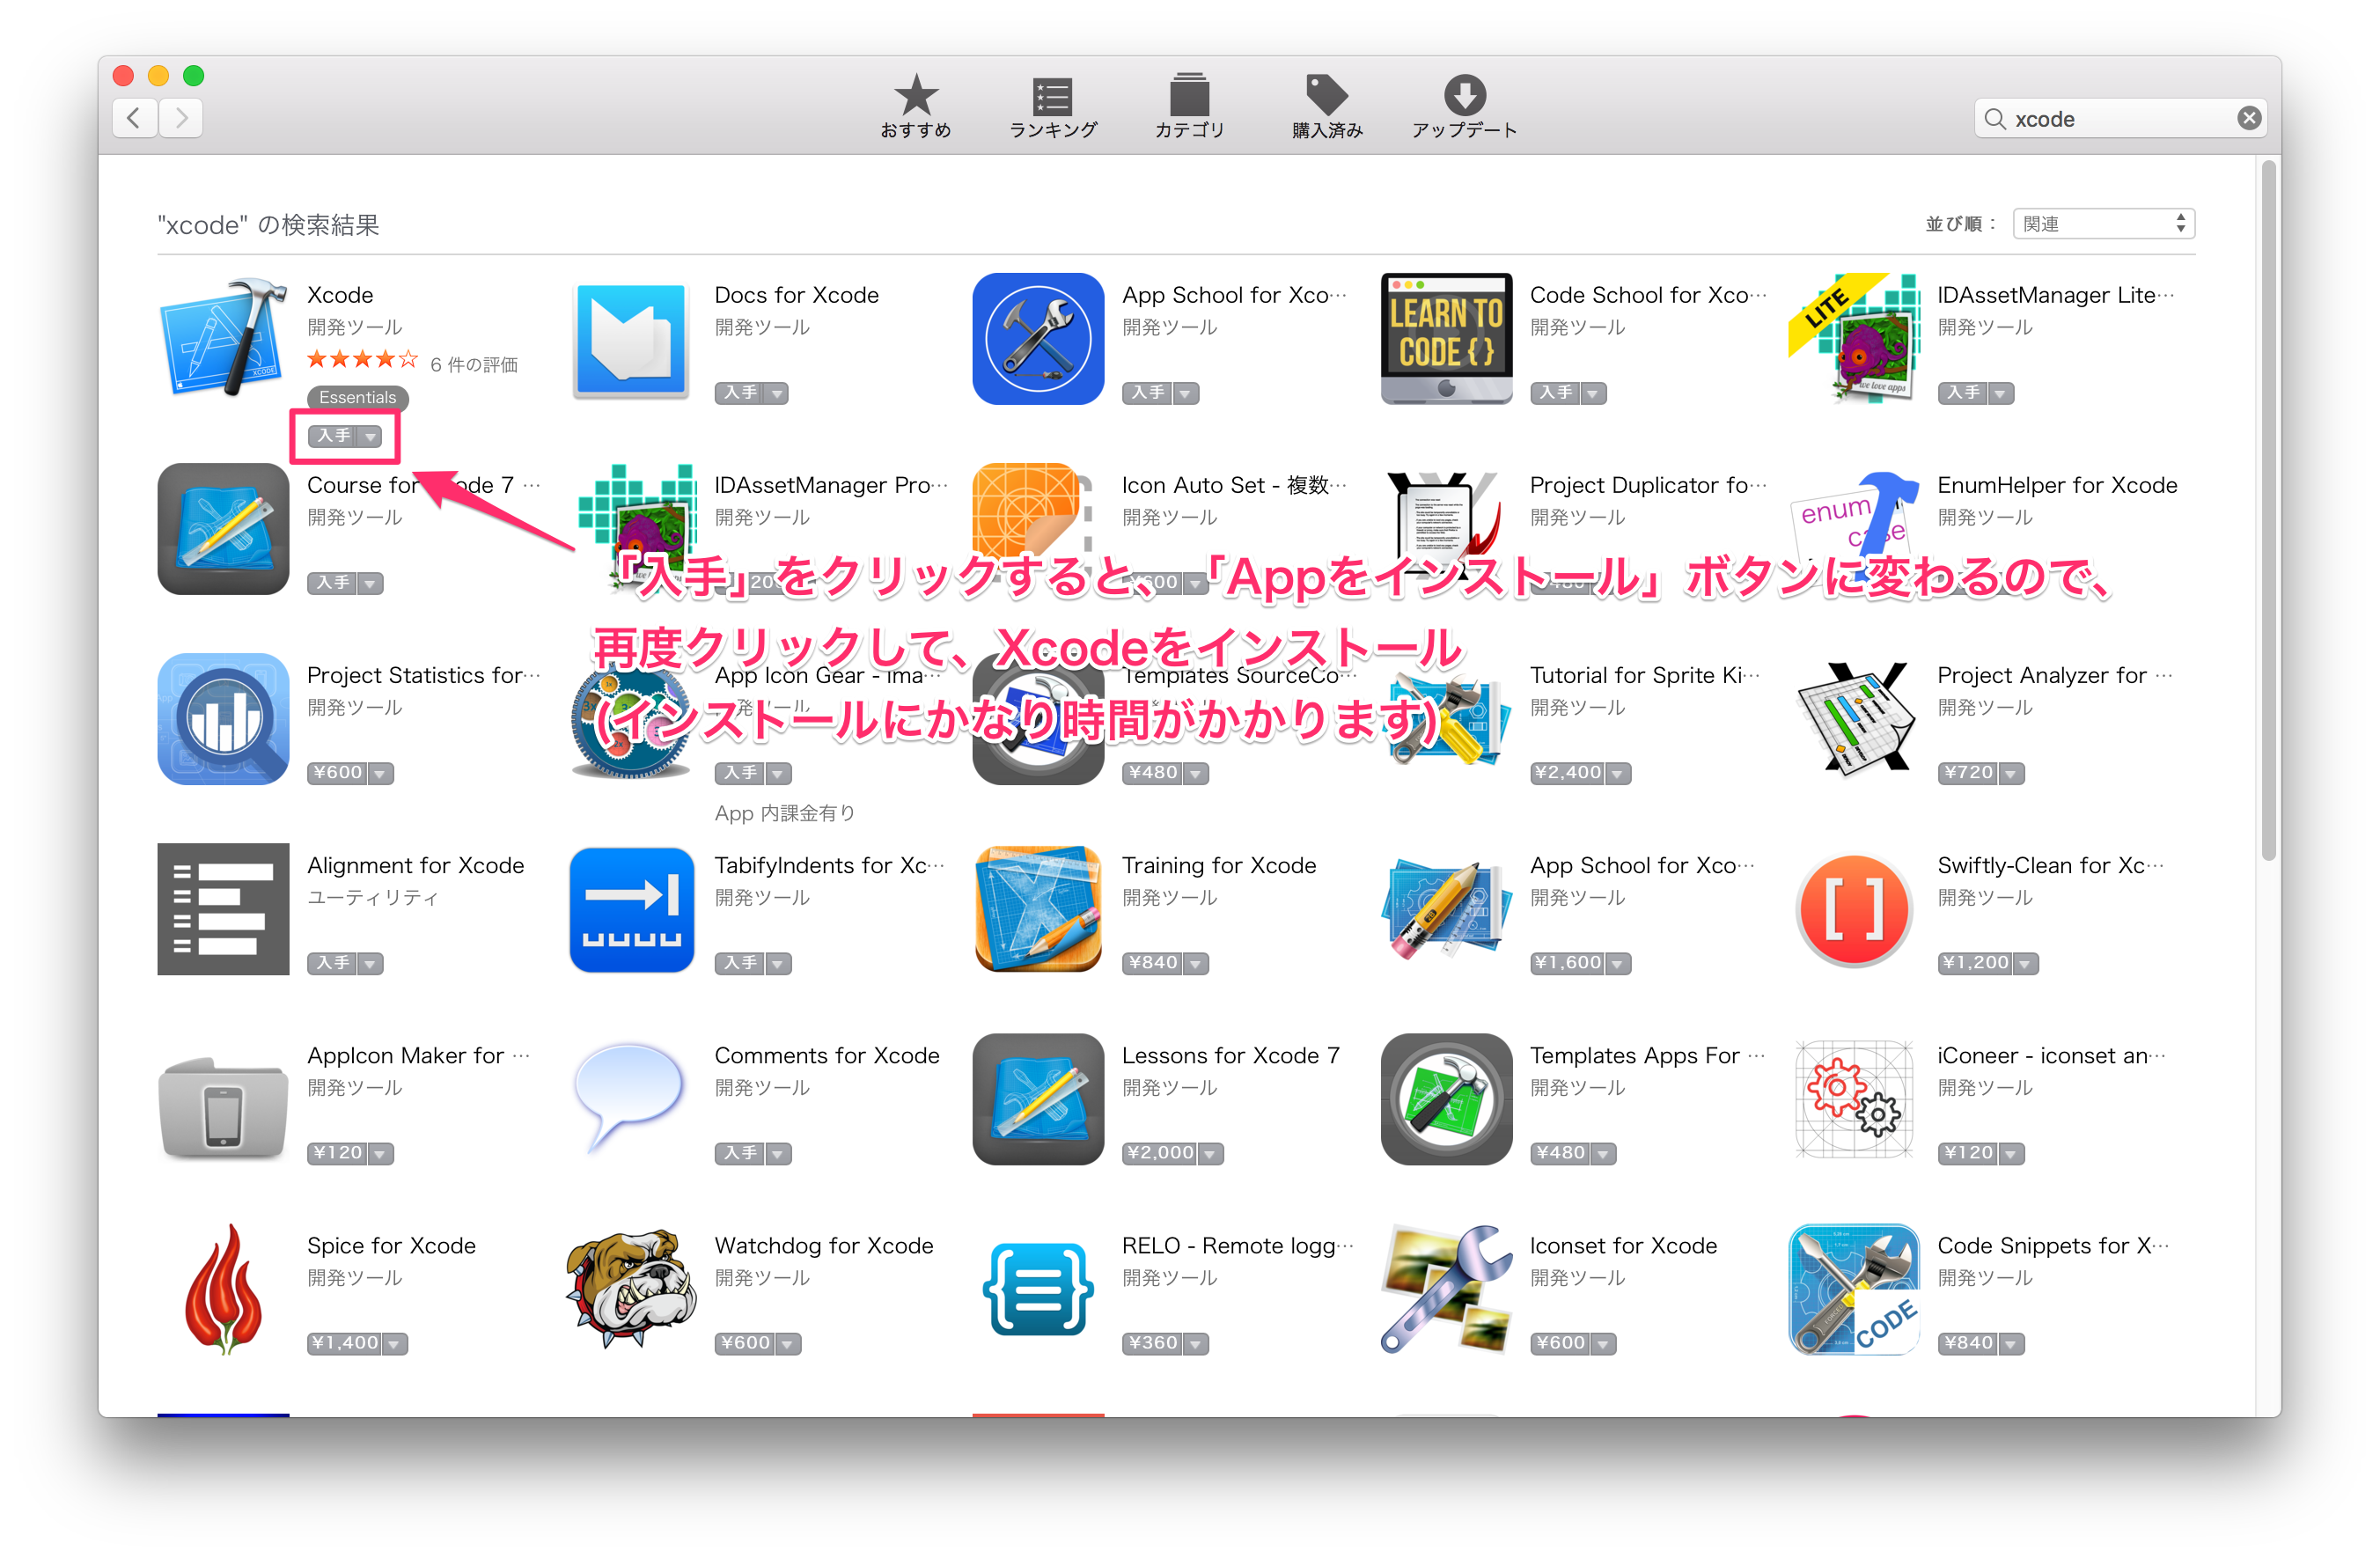 おすすめ
ランキング
カテゴリ
購入済み
アップデート
xcode
"xcode" の検索結果
並び順：
関連
Xcode
開発ツール
6 件の評価
Essentials
入手
XCODE
Docs for Xcode
開発ツール
入手
App School for Xco…
開発ツール
入手
LEARN TO
CODE { }
Code School for Xco…
開発ツール
入手
LITE
we love apps
IDAssetManager Lite…
開発ツール
入手
Course for
ode 7 …
開発ツール
入手
IDAssetManager Pro…
開発ツール
Icon Auto Set - 複数…
開発ツール
Project Duplicator fo…
開発ツール
enum
case
EnumHelper for Xcode
開発ツール
「入手」をクリックすると、「Appをインストール」ボタンに変わるので、
再度クリックして、Xcodeをインストール
(インストールにかなり時間がかかります)
Project Statistics for…
開発ツール
¥600
App Icon Gear - ima…
入手
App 内課金有り
Templates SourceCo…
¥480
Tutorial for Sprite Ki…
開発ツール
¥2,400
Project Analyzer for …
開発ツール
¥720
Alignment for Xcode
ユーティリティ
入手
TabifyIndents for Xc…
開発ツール
入手
Training for Xcode
開発ツール
¥840
App School for Xco…
開発ツール
¥1,600
[ ]
Swiftly-Clean for Xc…
開発ツール
¥1,200
AppIcon Maker for …
開発ツール
¥120
Comments for Xcode
開発ツール
入手
Lessons for Xcode 7
開発ツール
¥2,000
Templates Apps For …
開発ツール
¥480
iConeer - iconset an…
開発ツール
¥120
Spice for Xcode
開発ツール
¥1,400
Watchdog for Xcode
開発ツール
¥600
RELO - Remote logg…
開発ツール
¥360
Iconset for Xcode
開発ツール
¥600
CODE
Code Snippets for X…
開発ツール
¥840